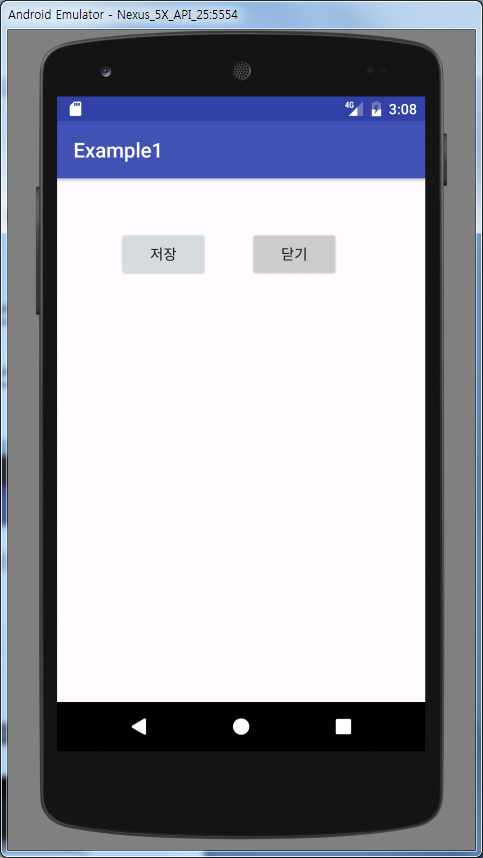 Android Emulator - Nexus_5X_API_25:5554
4G 3:08
Example1
저장 닫기